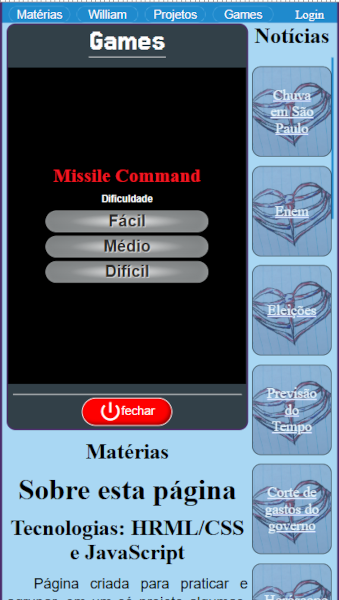 Matérias William Projetos Games Login
Games
Missile Command
Dificuldade
Fácil
Médio
Difícil
fechar
Notícias
Chuva
em São
Paulo
Enem
Eleições
Previsão
do
Tempo
Corte de
gastos do
governo
Matérias
Sobre esta página
Tecnologias: HRML/CSS
e JavaScript
Página criada para praticar e